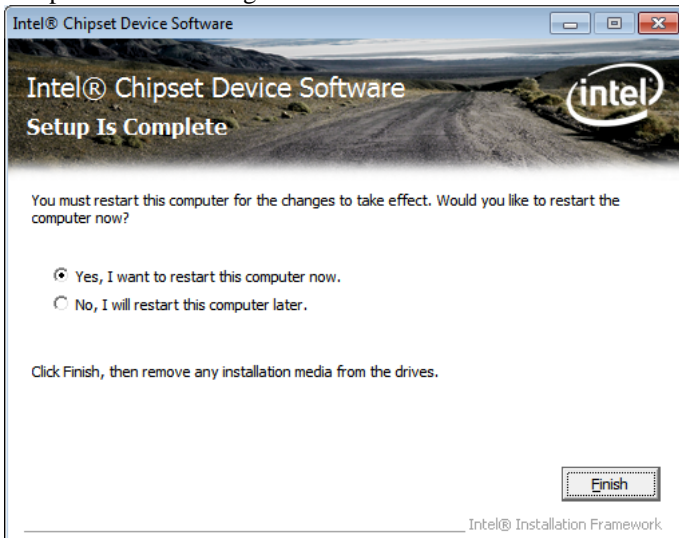 Intel® Chipset Device Software
Intel® Chipset Device Software
intel
Setup Is Complete
You must restart this computer for the changes to take effect. Would you like to restart the
computer now?
Yes, I want to restart this computer now.
No, I will restart this computer later.
Click Finish, then remove any installation media from the drives.
Finish
Intel® Installation Framework